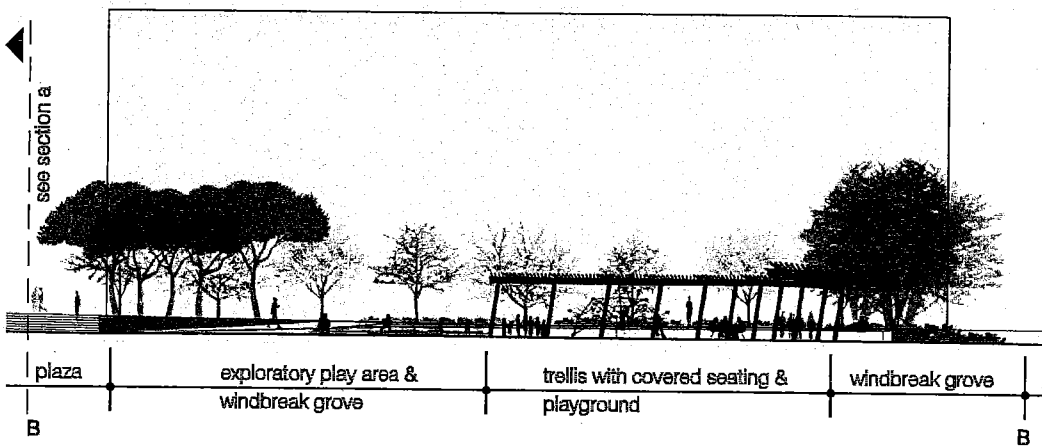 see section a
plaza
exploratory play area &
windbreak grove
trellis with covered seating &
playground
windbreak grove
B
B